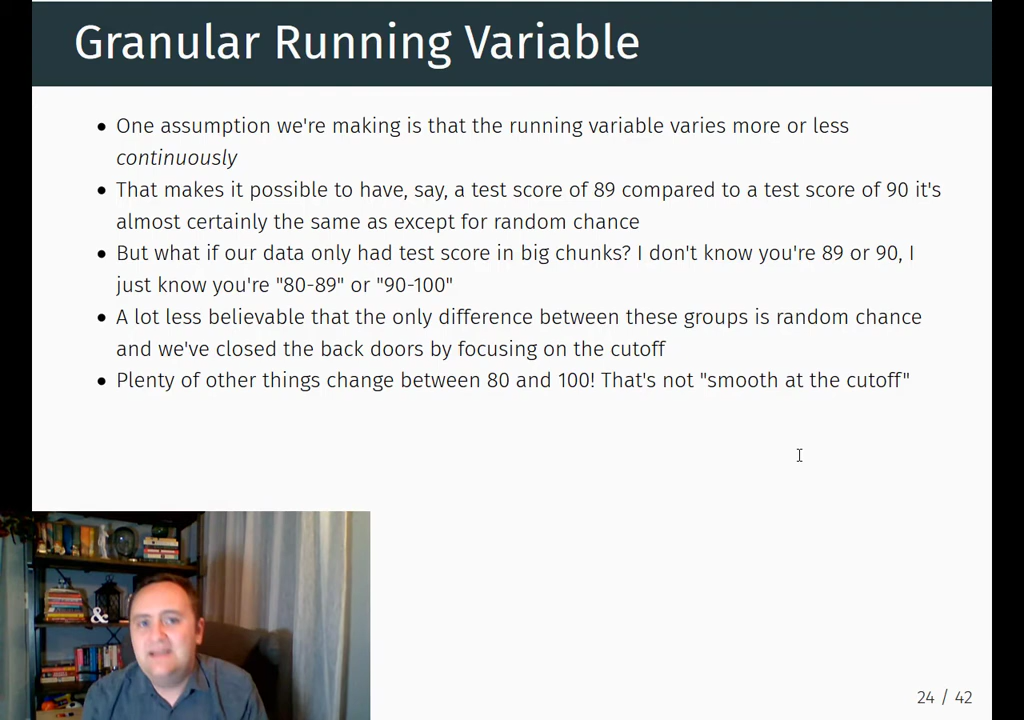 Granular Running Variable
• One assumption we're making is that the running variable varies more or less
continuously
• That makes it possible to have, say, a test score of 89 compared to a test score of 90 it's
almost certainly the same as except for random chance
• But what if our data only had test score in big chunks? I don't know you're 89 or 90, I
just know you're "80-89" or "90-100"
• A lot less believable that the only difference between these groups is random chance
and we've closed the back doors by focusing on the cutoff
• Plenty of other things change between 80 and 100! That's not "smooth at the cutoff"
&
24 / 42